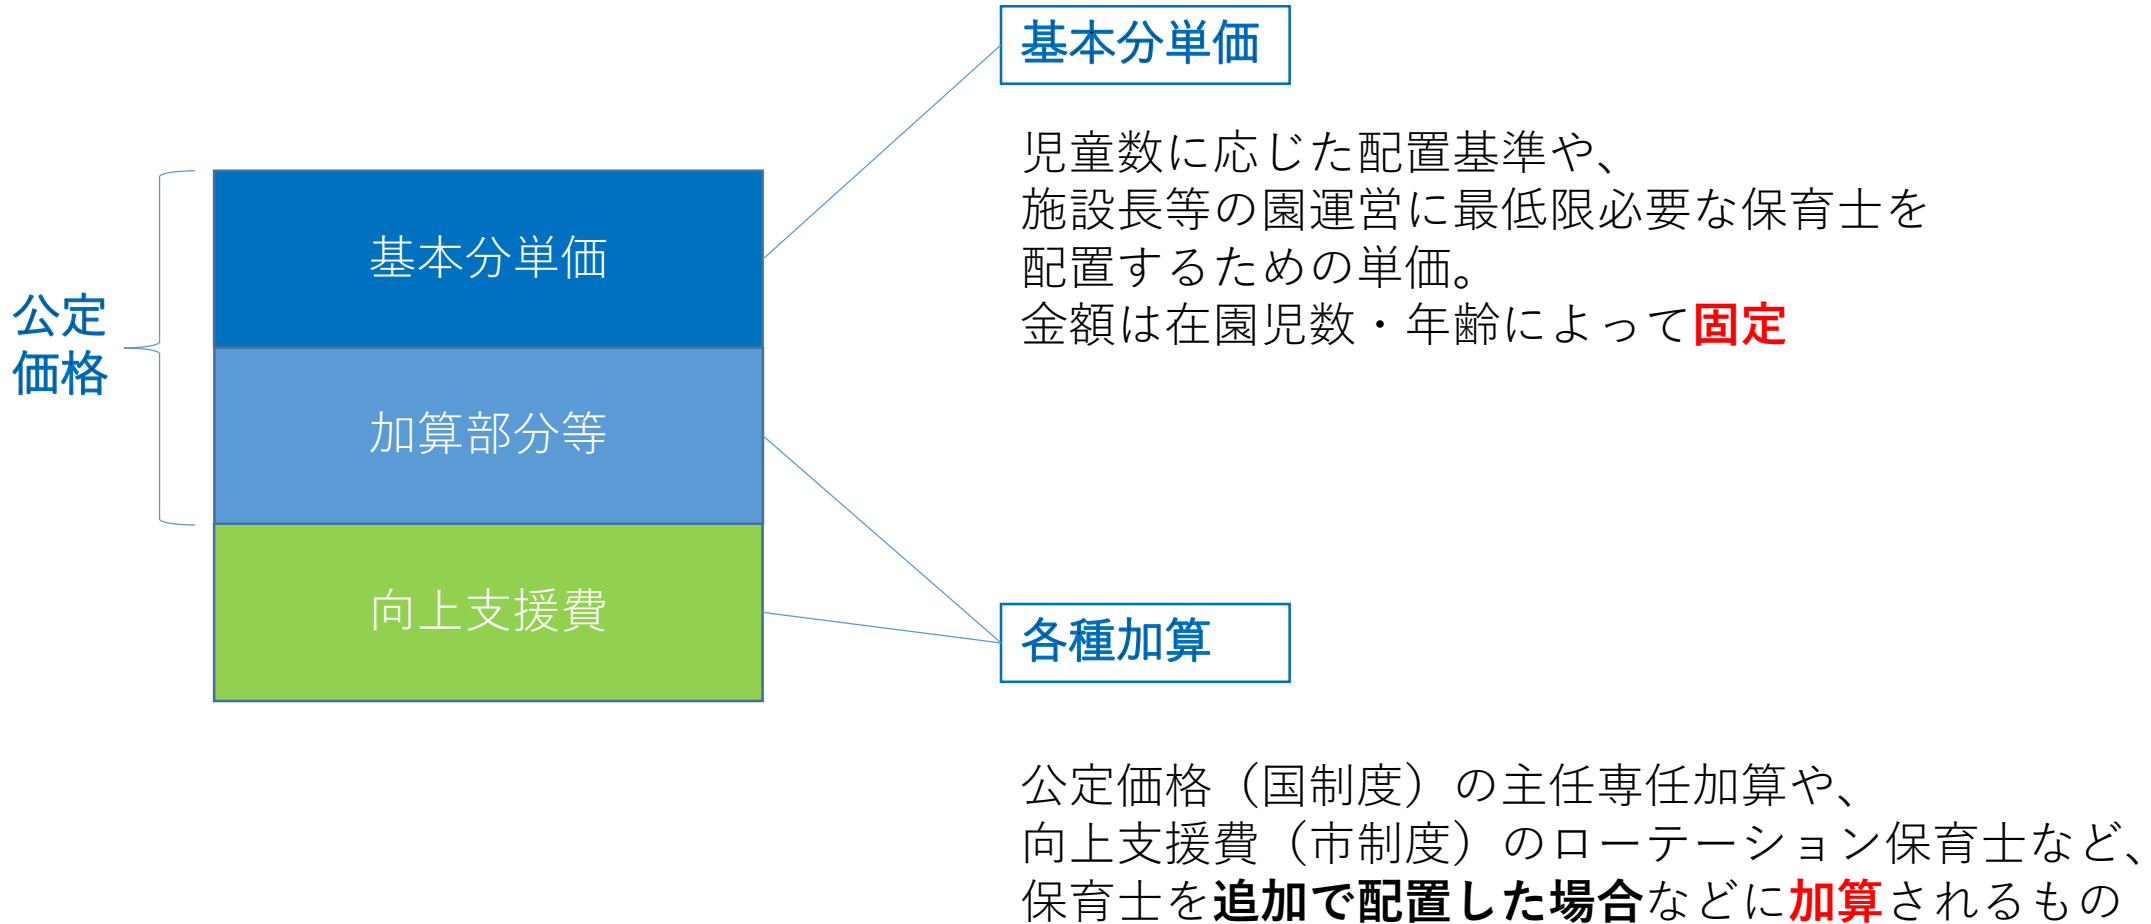 公定
価格
基本分単価
加算部分等
向上支援費
基本分単価
児童数に応じた配置基準や、
施設長等の園運営に最低限必要な保育士を
配置するための単価。
金額は在園児数・年齢によって固定
各種加算
公定価格（国制度）の主任専任加算や、
向上支援費（市制度）のローテーション保育士など、
保育士を追加で配置した場合などに加算されるもの